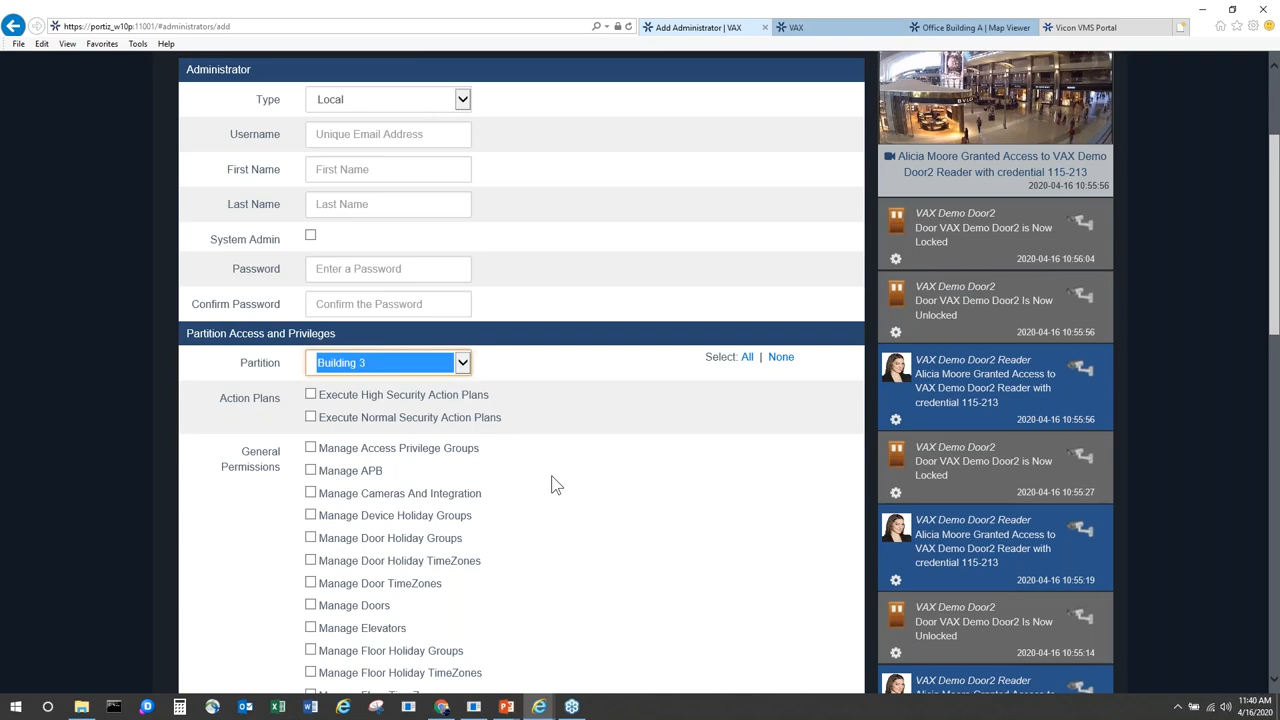 https://portiz_w10p:11001/#administrators/add
Add Administrator | VAX
VAX
Office Building A | Map Viewer
Vicon VMS Portal
File Edit View Favorites Tools Help
Administrator
Type Local
Username Unique Email Address
First Name First Name
Last Name Last Name
System Admin
Password Enter a Password
Confirm Password Confirm the Password
Partition Access and Privileges
Partition Building 3 Select: All | None
Action Plans
Execute High Security Action Plans
Execute Normal Security Action Plans
General Permissions
Manage Access Privilege Groups
Manage APB
Manage Cameras And Integration
Manage Device Holiday Groups
Manage Door Holiday Groups
Manage Door Holiday TimeZones
Manage Door TimeZones
Manage Doors
Manage Elevators
Manage Floor Holiday Groups
Manage Floor Holiday TimeZones
Alicia Moore Granted Access to VAX Demo
Door2 Reader with credential 115-213
2020-04-16 10:55:56
VAX Demo Door2
Door VAX Demo Door2 is Now
Locked
2020-04-16 10:56:04
VAX Demo Door2
Door VAX Demo Door2 Is Now
Unlocked
2020-04-16 10:55:56
VAX Demo Door2 Reader
Alicia Moore Granted Access to
VAX Demo Door2 Reader with
credential 115-213
2020-04-16 10:55:56
VAX Demo Door2
Door VAX Demo Door2 is Now
Locked
2020-04-16 10:55:27
VAX Demo Door2 Reader
Alicia Moore Granted Access to
VAX Demo Door2 Reader with
credential 115-213
2020-04-16 10:55:19
VAX Demo Door2
Door VAX Demo Door2 Is Now
Unlocked
2020-04-16 10:55:14
VAX Demo Door2 Reader
11:40 AM
4/16/2020